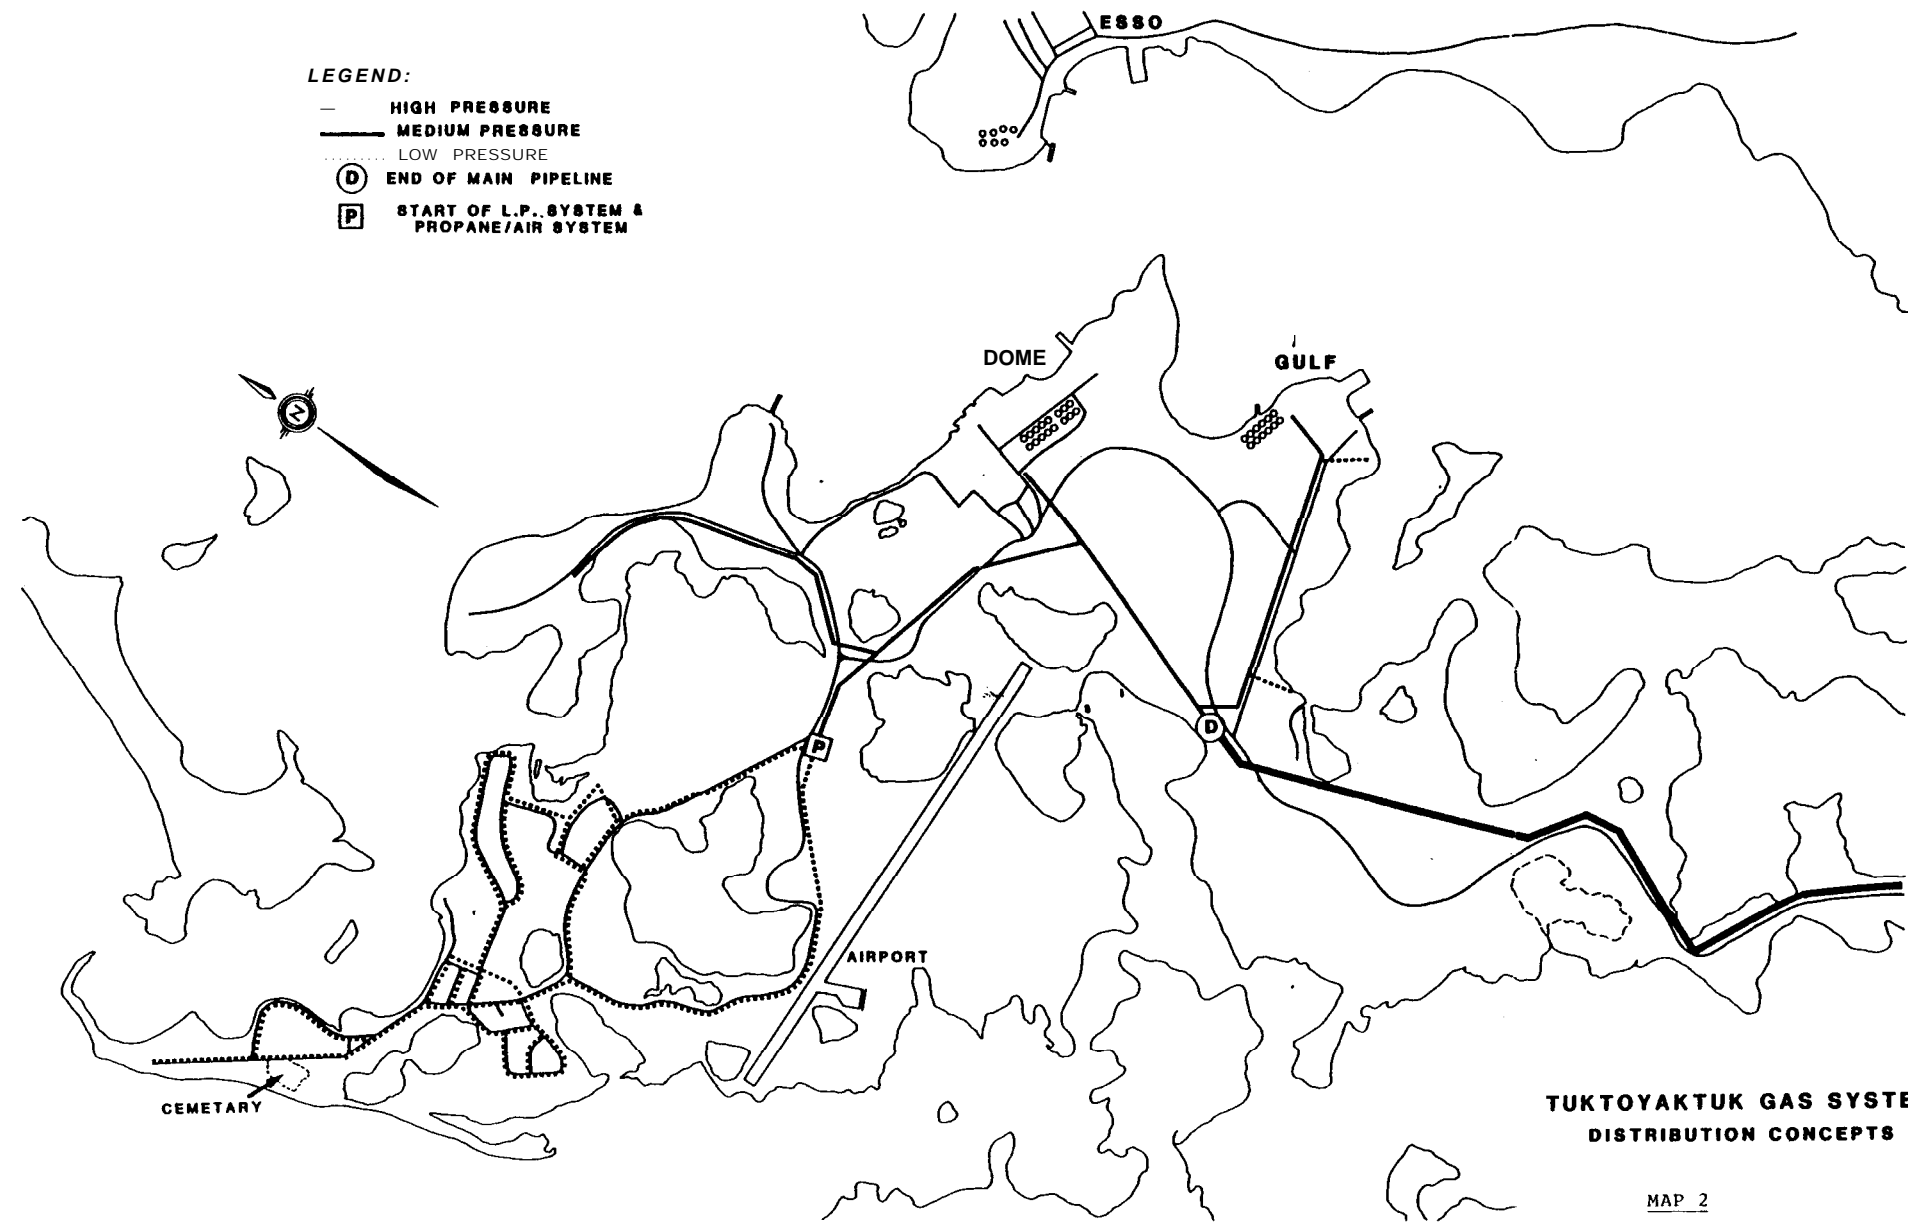 ESSO
LEGEND:
HIGH PRESSURE
MEDIUM PRESSURE
LOW PRESSURE
D END OF MAIN PIPELINE
P START OF L.P. SYSTEM &
PROPANE/AIR SYSTEM
DOME
GULF
N
D
P
AIRPORT
CEMETARY
TUKTOYAKTUK GAS SYSTE
DISTRIBUTION CONCEPTS
MAP 2